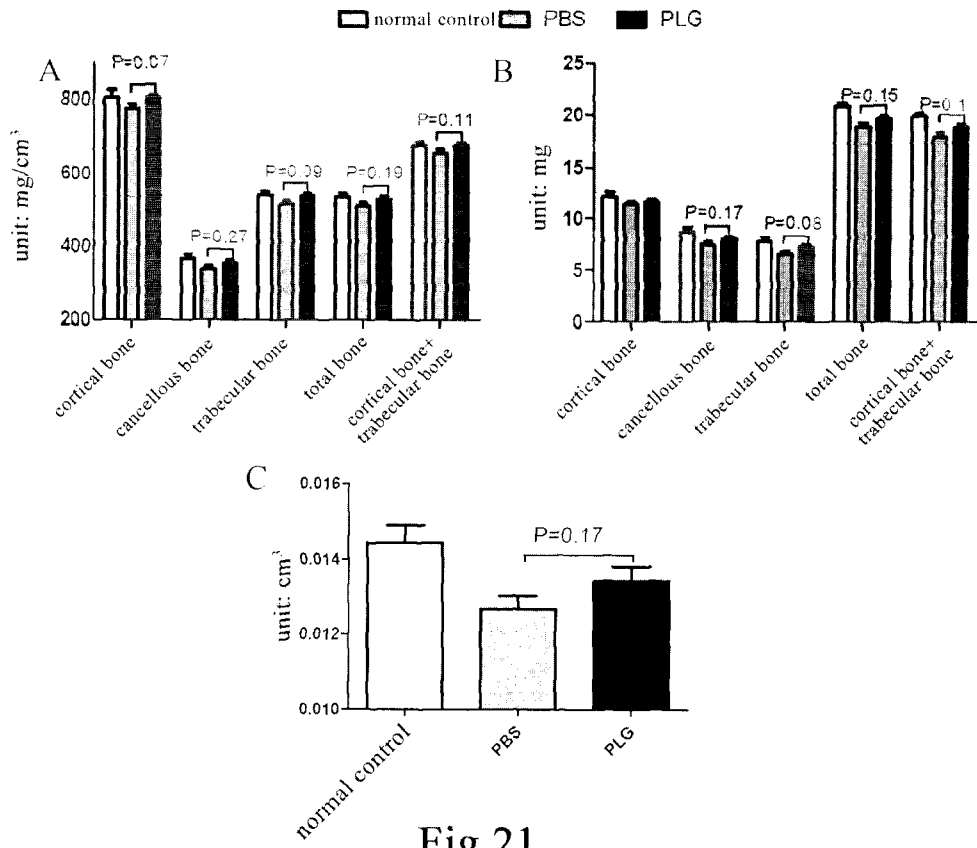 normal control PBS PLG
A
P=0.07
P=0.11
P=0.09
P=0.19
P=0.27
800
600
400
200
unit: mg/cm³
cortical bone
cancellous bone
trabecular bone
total bone
cortical bone+
trabecular bone
B
25
20
15
10
5
0
unit: mg
P=0.15
P=0.1
P=0.17
P=0.08
cortical bone
cancellous bone
trabecular bone
total bone
cortical bone+
trabecular bone
C
0.016
0.014
0.012
0.010
unit: cm³
P=0.17
normal control
PBS
PLG
Fig 21